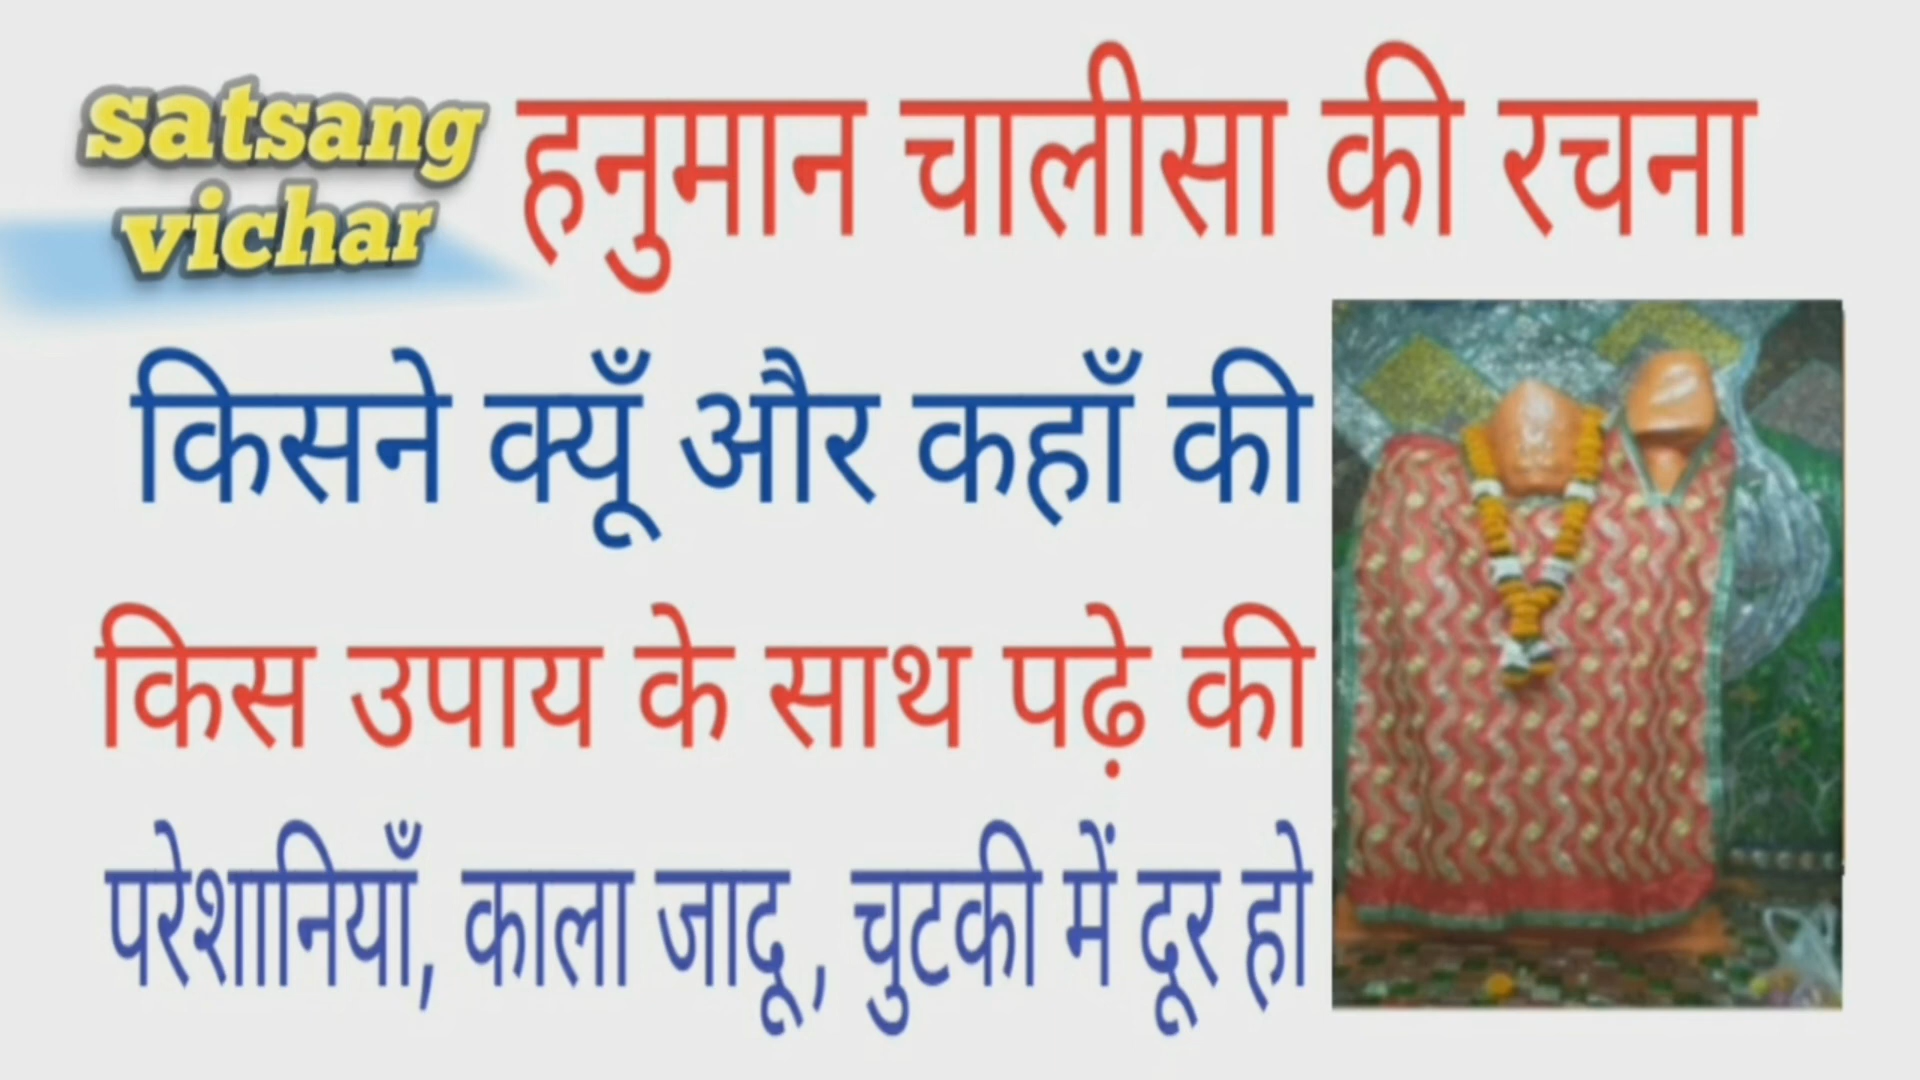 satsang
vichar
हनुमान चालीसा की रचना
किसने क्यूँ और कहाँ की
किस उपाय के साथ पढ़े की
परेशानियाँ, काला जादू , चुटकी में दूर हो